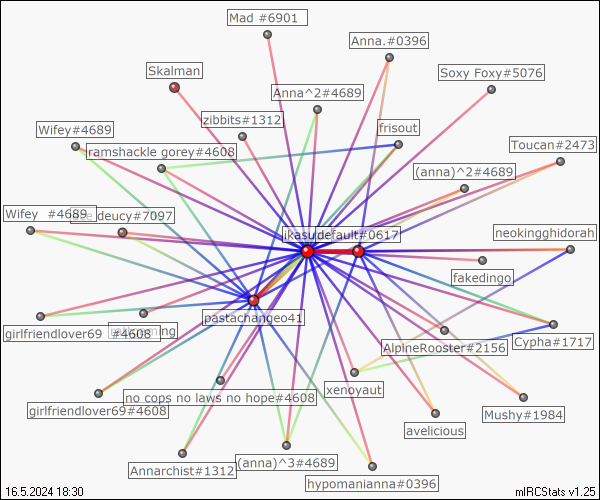 Mad #6901
Anna.#0396
Skalman
Soxy Foxy#5076
Anna^2#4689
zibbits#1312
frisout
Wifey#4689
ramshackle gorey#4608
Toucan#2473
(anna)^2#4689
Wifey #4689
deucy#7097
ikasu
default#0617
neokingghidorah
fakedingo
pastachangeo41
girlfriendlover69 #4608
ng
AlpineRooster#2156
Cypha#1717
xenoyaut
no cops no laws no hope#4608
girlfriendlover69#4608
Mushy#1984
avelicious
Annarchist#1312
(anna)^3#4689
hypomanianna#0396
16.5.2024 18:30
mIRCStats v1.25